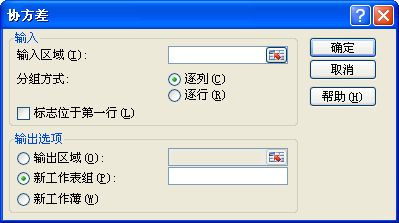 协方差
输入
输入区域(I):
确定
取消
分组方式:
逐列(C)
逐行(R)
帮助(H)
标志位于第一行(L)
输出选项
输出区域(O):
新工作表组(P):
新工作薄(W)